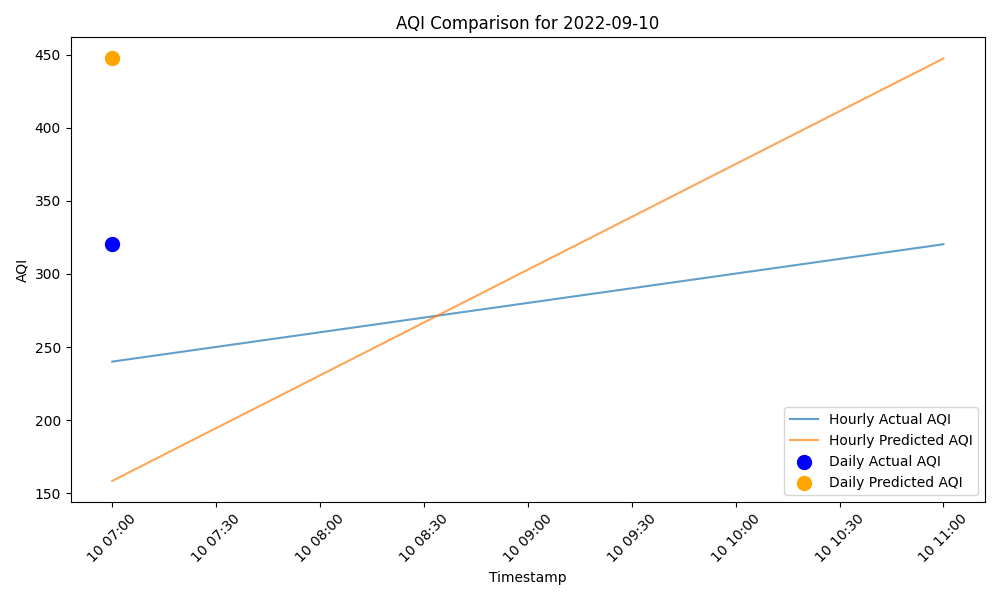 AQI Comparison for 2022-09-10
AQI
450
400
350
300
250
200
150
Hourly Actual AQI
Hourly Predicted AQI
Daily Actual AQI
Daily Predicted AQI
10 07:00
10 07:30
10 08:00
10 08:30
10 09:00
10 09:30
10 10:00
10 10:30
10 11:00
Timestamp